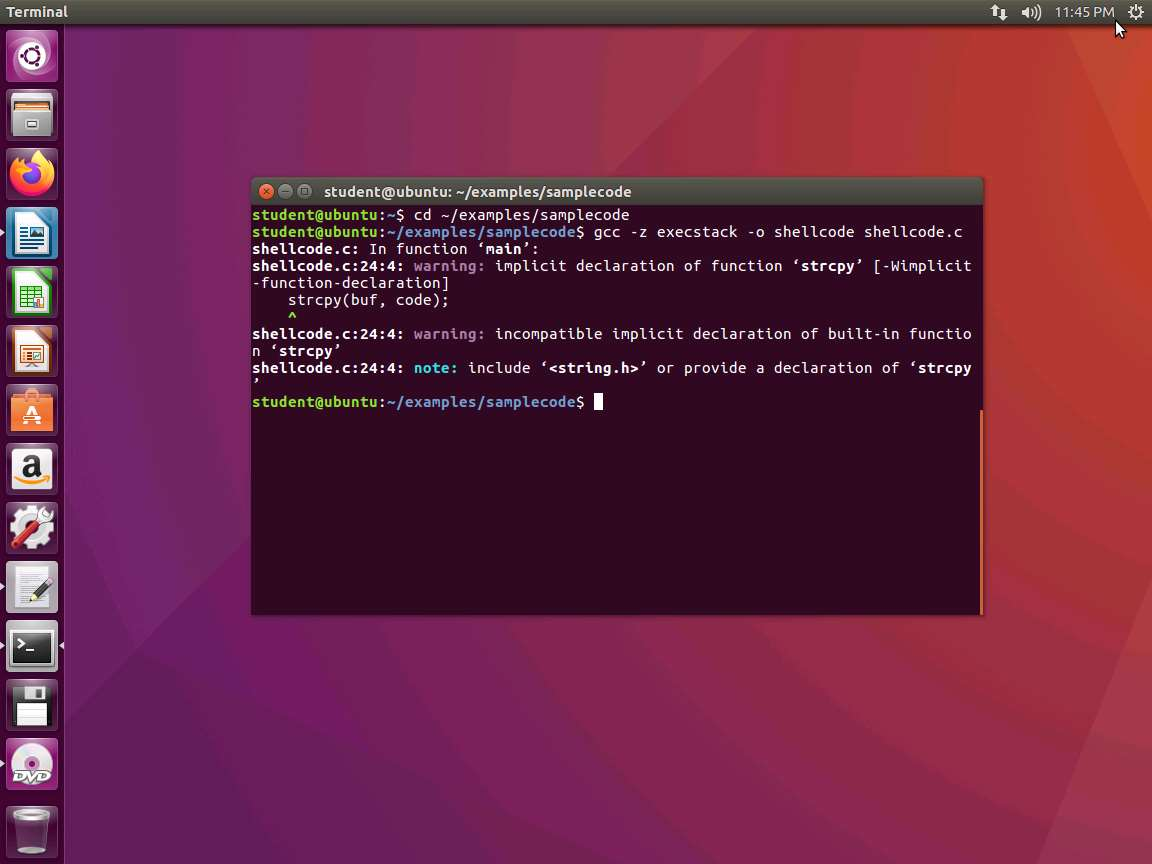 Terminal
11:45 PM
student@ubuntu: ~/examples/samplecode
student@ubuntu:~$ cd ~/examples/samplecode
student@ubuntu:~/examples/samplecode$ gcc -z execstack -o shellcode shellcode.c
shellcode.c: In function ‘main’:
shellcode.c:24:4: warning: implicit declaration of function ‘strcpy’ [-Wimplicit
-function-declaration]
strcpy(buf, code);
^
shellcode.c:24:4: warning: incompatible implicit declaration of built-in functio
n ‘strcpy’
shellcode.c:24:4: note: include ‘<string.h>’ or provide a declaration of ‘strcpy
’
student@ubuntu:~/examples/samplecode$
A
a
>_
DVD